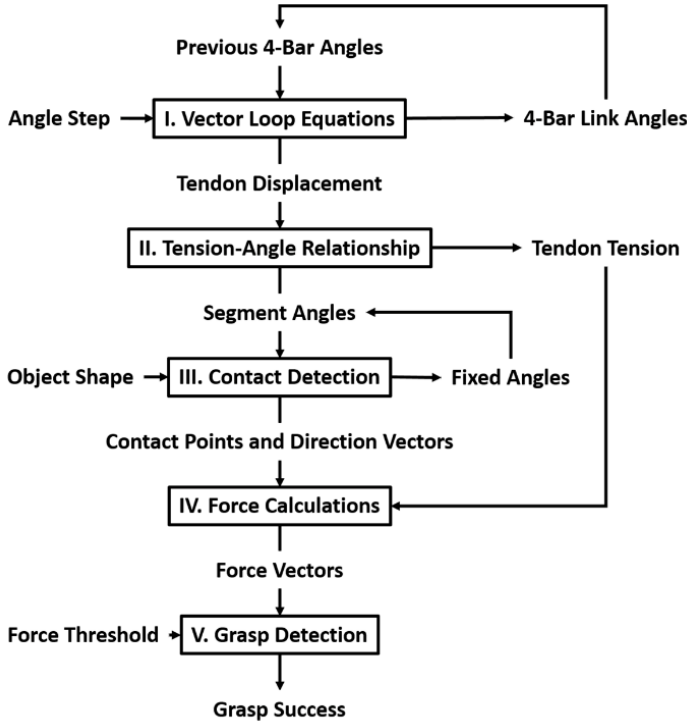 Previous 4-Bar Angles
Angle Step
I. Vector Loop Equations
4-Bar Link Angles
Tendon Displacement
II. Tension-Angle Relationship
Tendon Tension
Segment Angles
Object Shape
III. Contact Detection
Fixed Angles
Contact Points and Direction Vectors
IV. Force Calculations
Force Vectors
Force Threshold
V. Grasp Detection
Grasp Success